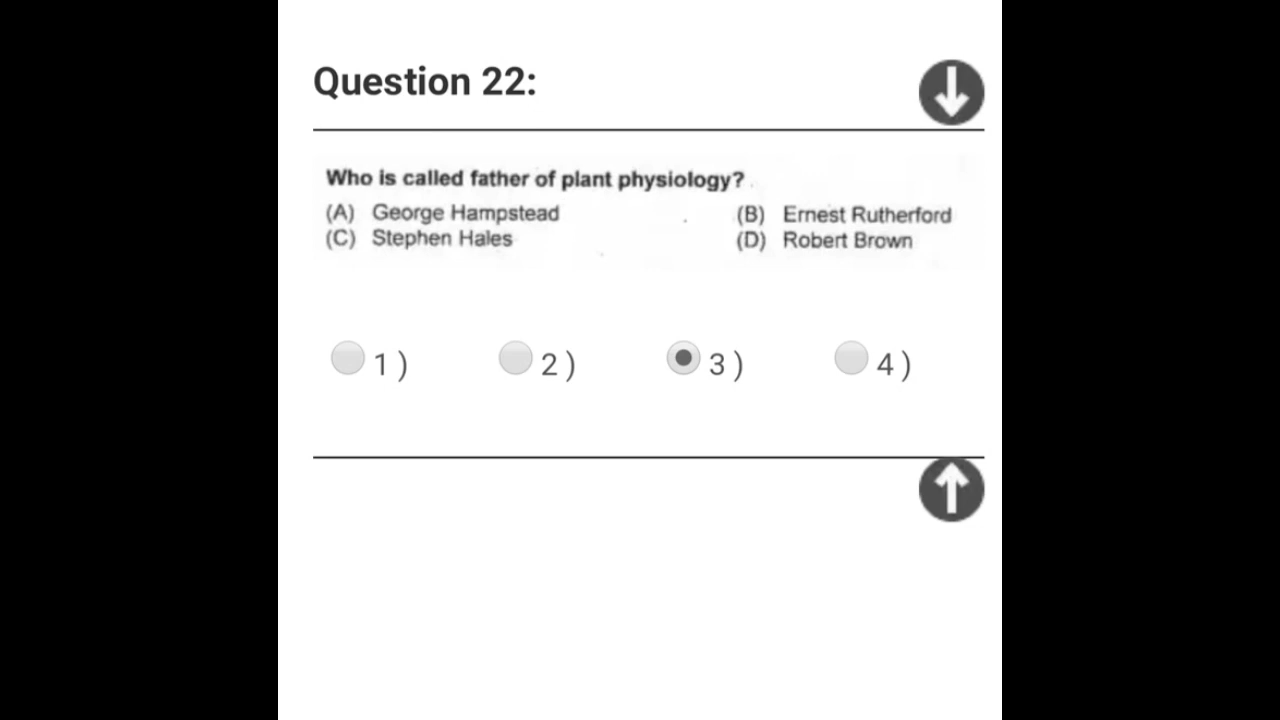 Question 22:
Who is called father of plant physiology?
(A) George Hampstead (B) Ernest Rutherford
(C) Stephen Hales (D) Robert Brown
1 ) 2 ) 3 ) 4 )